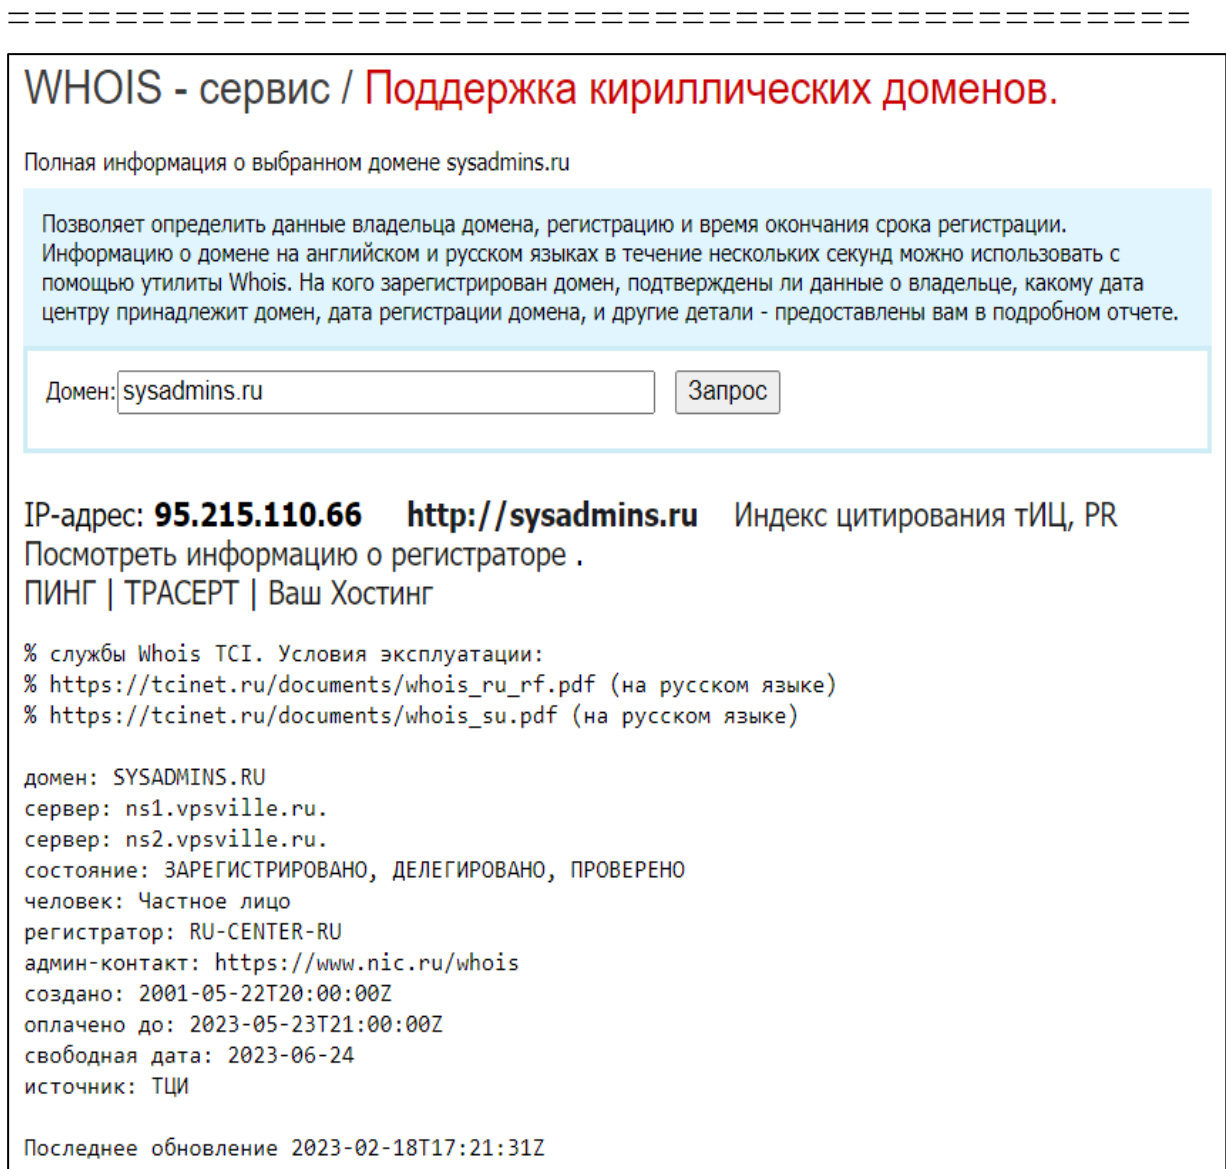 ===============================================
WHOIS - сервис / Поддержка кириллических доменов.
Полная информация о выбранном домене sysadmins.ru
Позволяет определить данные владельца домена, регистрацию и время окончания срока регистрации.
Информацию о домене на английском и русском языках в течение нескольких секунд можно использовать с
помощью утилиты Whois. На кого зарегистрирован домен, подтверждены ли данные о владельце, какому дата
центру принадлежит домен, дата регистрации домена, и другие детали - предоставлены вам в подробном отчете.
Домен: sysadmins.ru Запрос
IP-адрес: 95.215.110.66 http://sysadmins.ru Индекс цитирования тИЦ, PR
Посмотреть информацию о регистраторе .
ПИНГ | ТРАСЕРТ | Ваш Хостинг
% службы Whois TCI. Условия эксплуатации:
% https://tcinet.ru/documents/whois_ru_rf.pdf (на русском языке)
% https://tcinet.ru/documents/whois_su.pdf (на русском языке)
домен: SYSADMINS.RU
сервер: ns1.vpsville.ru.
сервер: ns2.vpsville.ru.
состояние: ЗАРЕГИСТРИРОВАНО, ДЕЛЕГИРОВАНО, ПРОВЕРЕНО
человек: Частное лицо
регистратор: RU-CENTER-RU
админ-контакт: https://www.nic.ru/whois
создано: 2001-05-22T20:00:00Z
оплачено до: 2023-05-23T21:00:00Z
свободная дата: 2023-06-24
источник: ТЦИ
Последнее обновление 2023-02-18T17:21:31Z